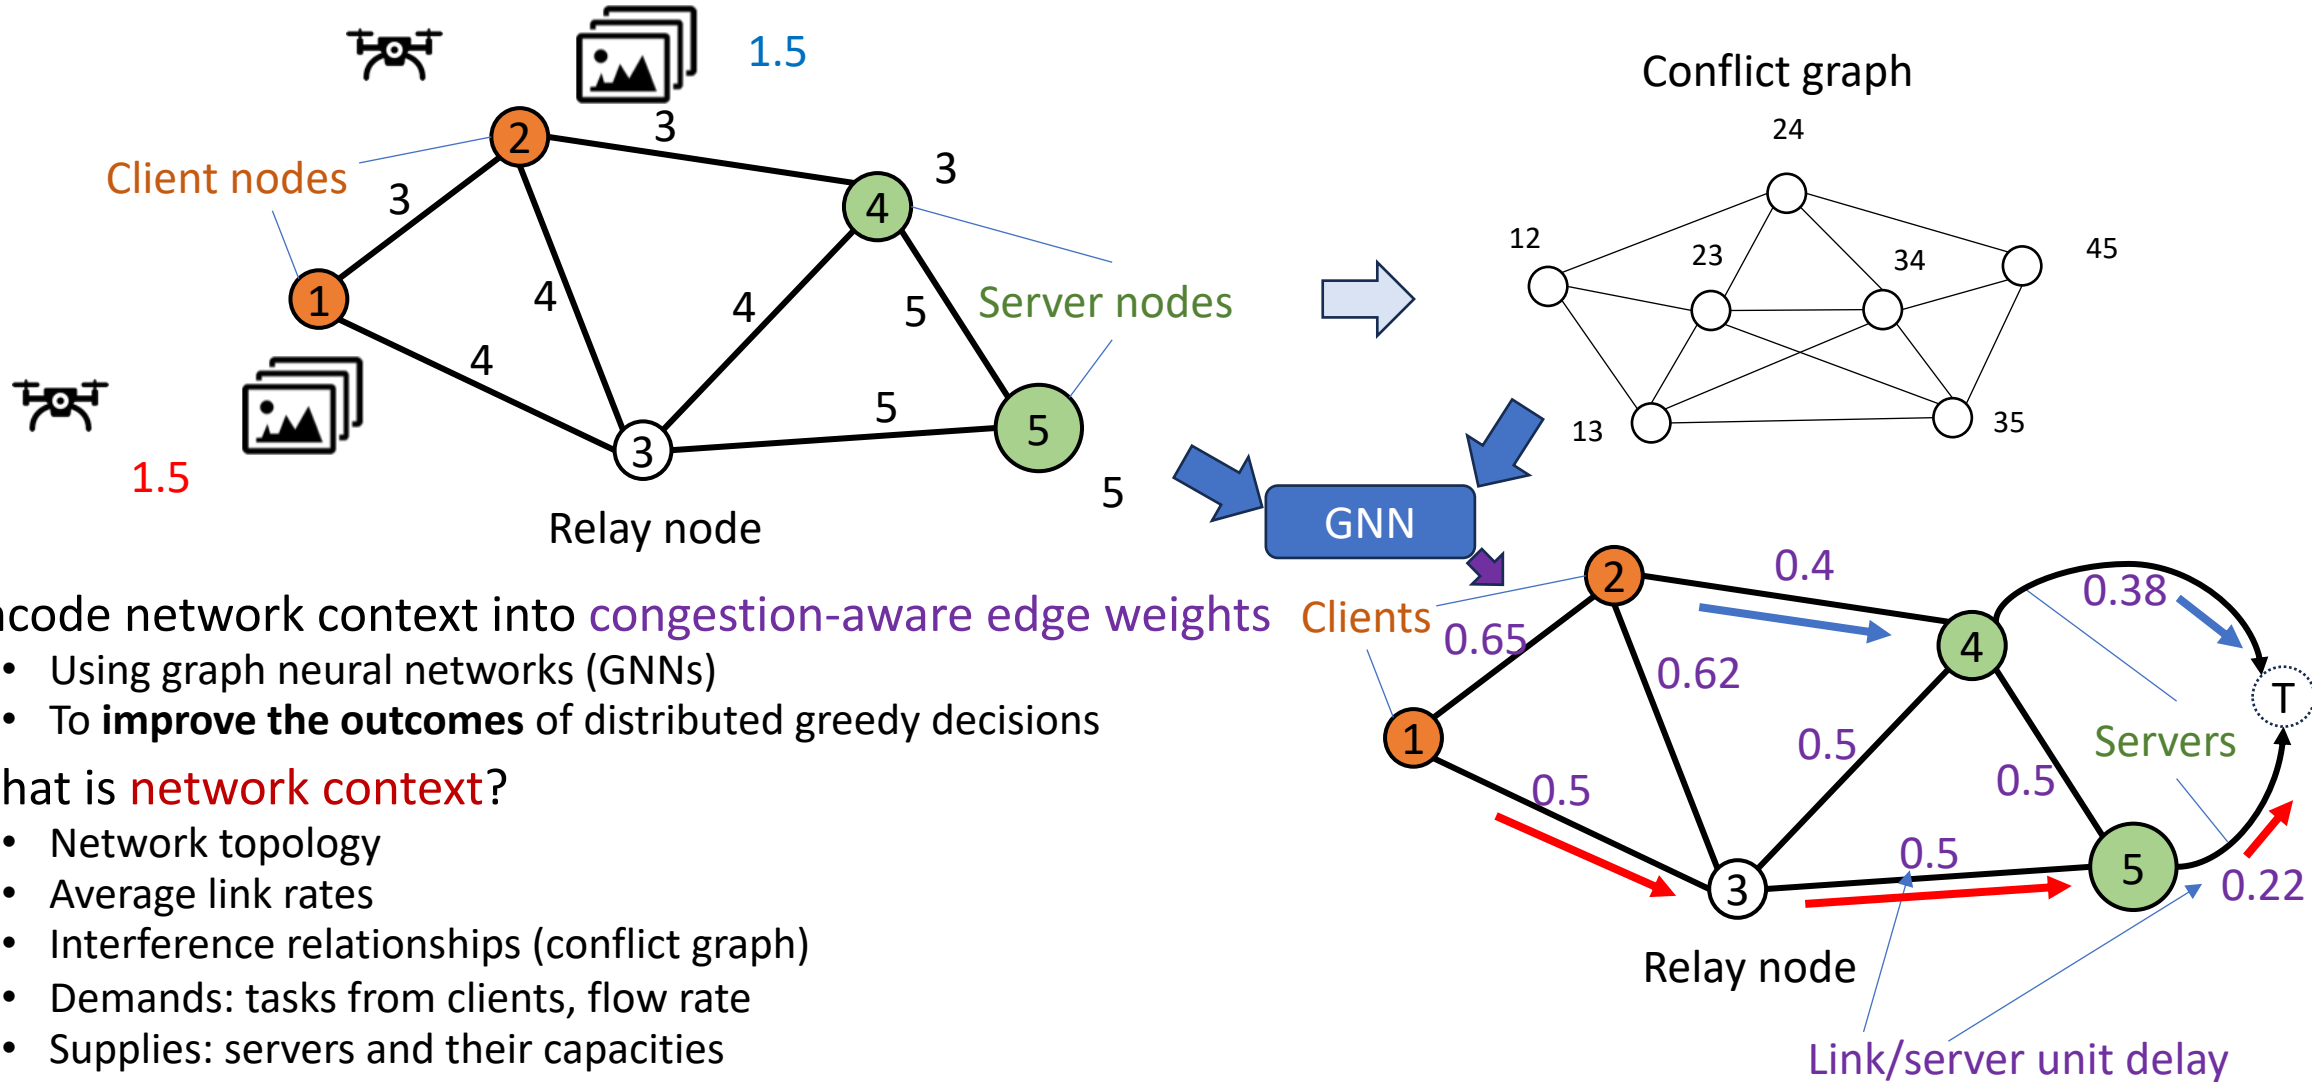 1.5
Conflict graph
24
2
3
Client nodes
3
3
4
12
23
34
45
1
4
4
5
Server nodes
4
5
3
5
13
35
1.5
5
Relay node
GNN
2
0.4
0.38
ncode network context into congestion-aware edge weights
Clients
0.65
4
• Using graph neural networks (GNNs)
0.62
T
• To improve the outcomes of distributed greedy decisions
1
0.5
Servers
hat is network context?
0.5
0.5
• Network topology
0.5
3
5
0.22
• Average link rates
• Interference relationships (conflict graph)
Relay node
• Demands: tasks from clients, flow rate
• Supplies: servers and their capacities
Link/server unit delay